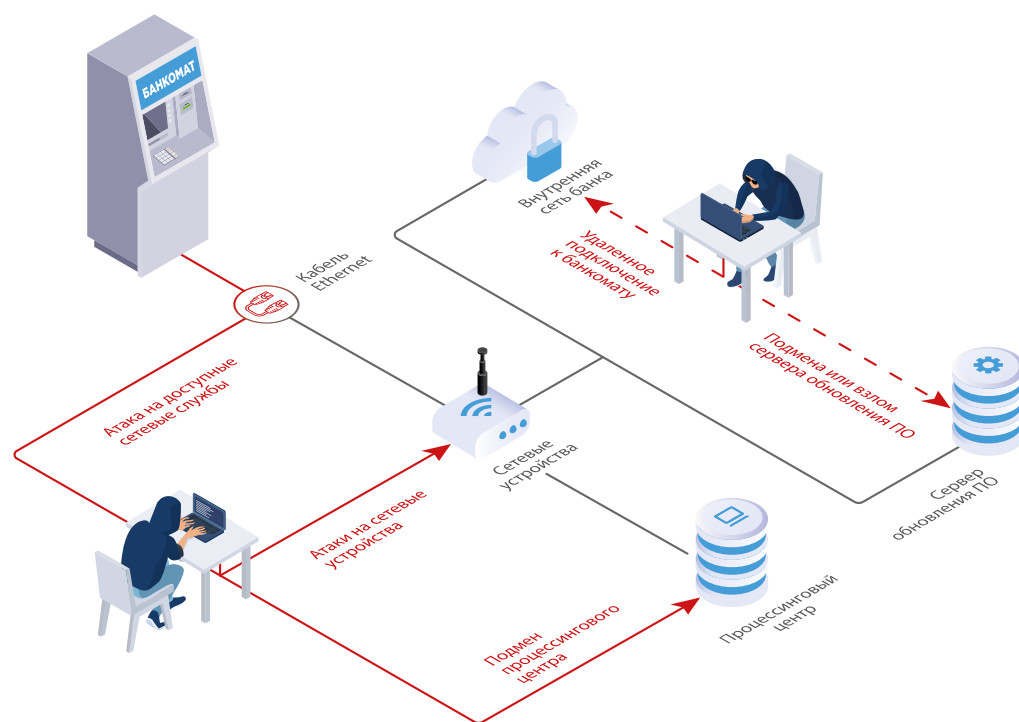 БАНКОМАТ
Внутренняя
сеть банка
Кабель
Ethernet
Удаленное
подключение
к банкомату
Подмена или взлом
сервера обновления ПО
Атака на доступные
сетевые службы
Сетевые
устройства
Сервер
обновления ПО
Атаки на сетевые
устройства
Процессинговый
центр
Подмен
процессингового
центра